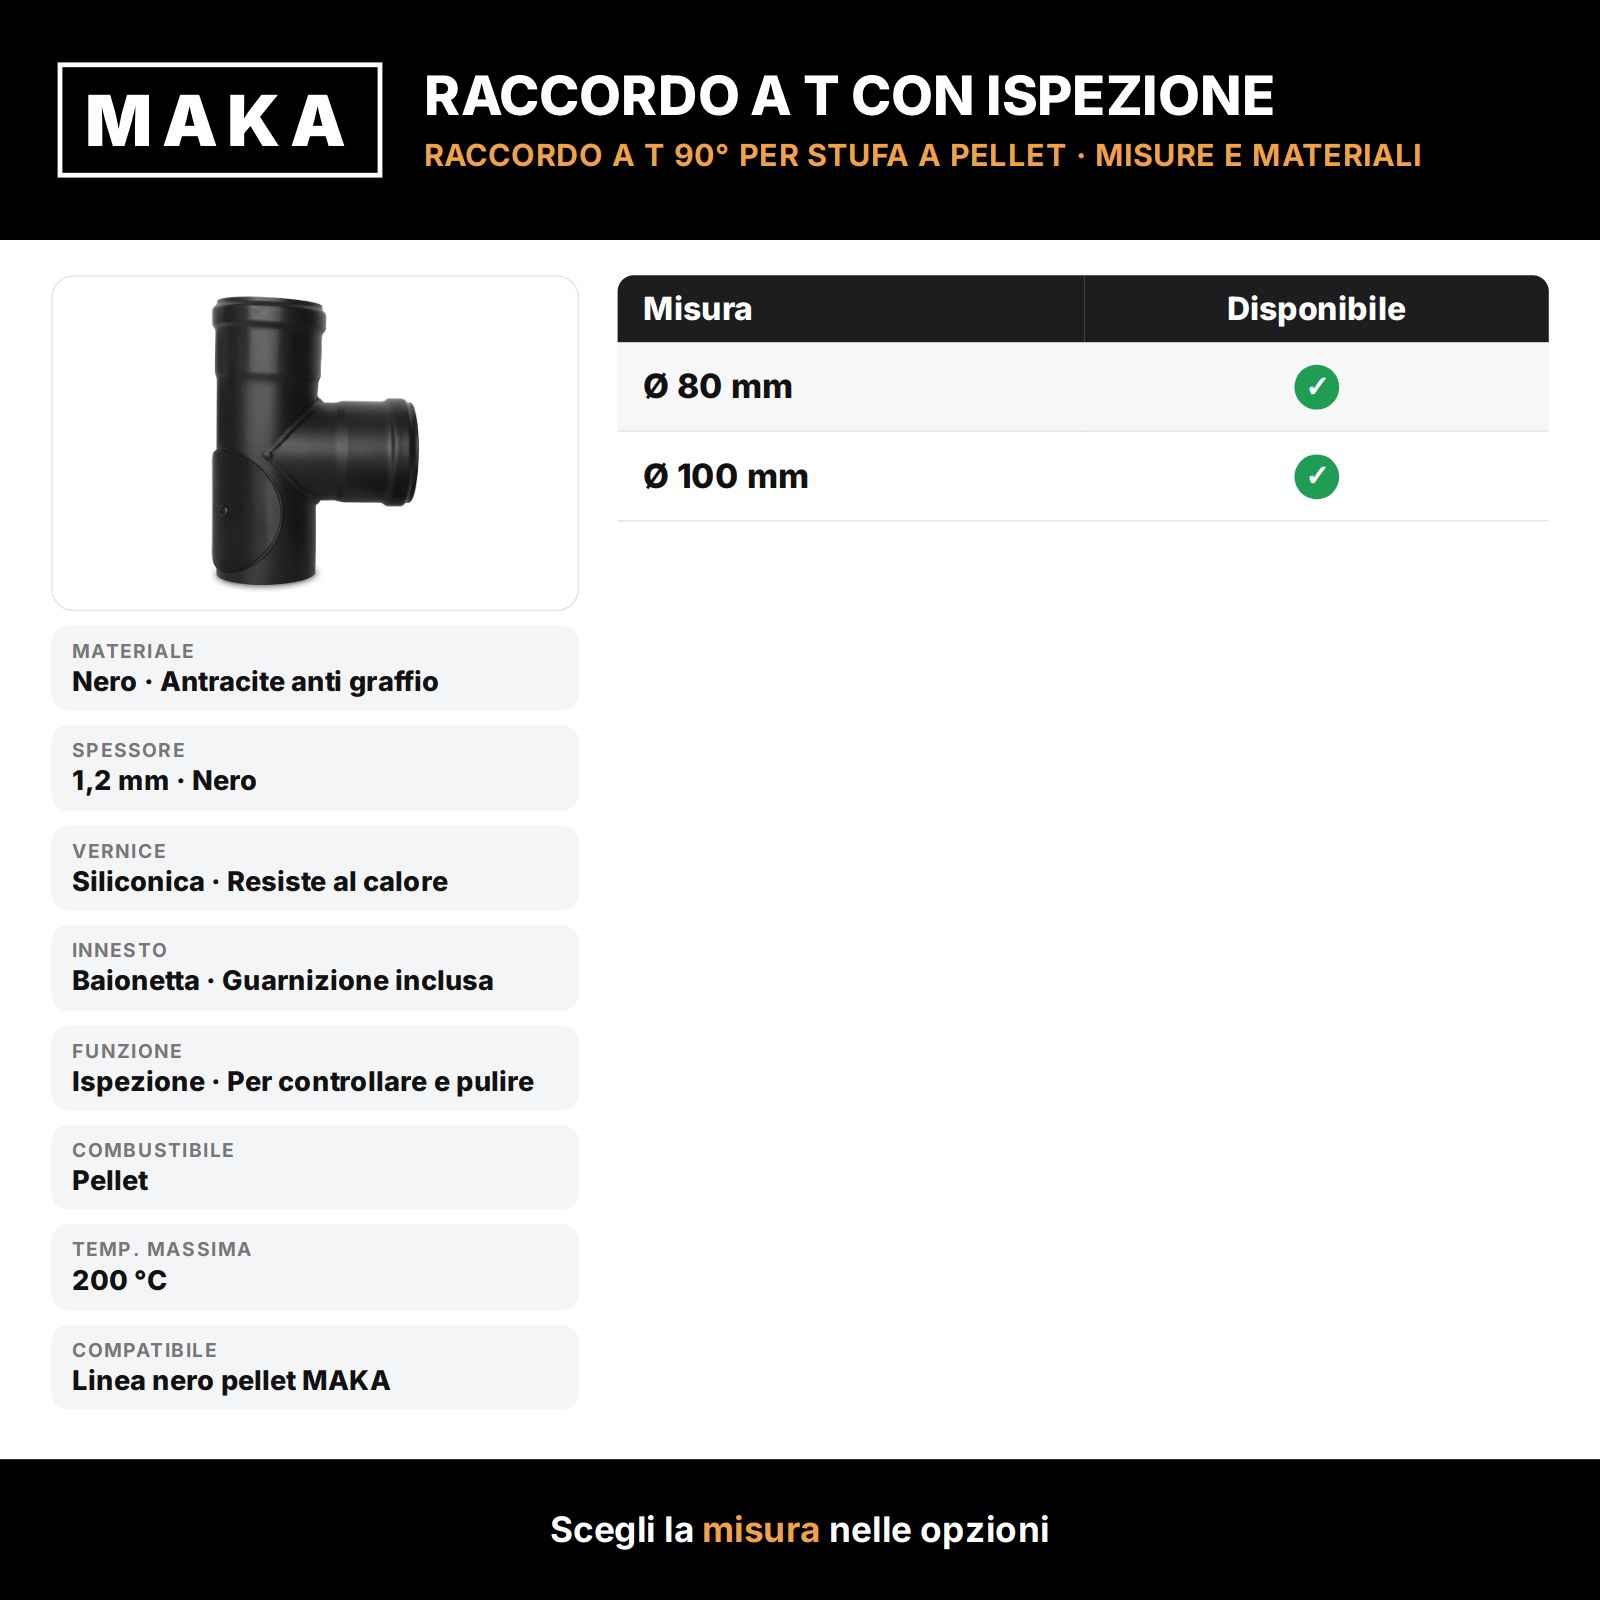 MAKA
RACCORDO A T CON ISPEZIONE
RACCORDO A T 90° PER STUFA A PELLET · MISURE E MATERIALI
MATERIALE
Nero · Antracite anti graffio
SPESSORE
1,2 mm · Nero
VERNICE
Siliconica · Resiste al calore
INNESTO
Baionetta · Guarnizione inclusa
FUNZIONE
Ispezione · Per controllare e pulire
COMBUSTIBILE
Pellet
TEMP. MASSIMA
200 °C
COMPATIBILE
Linea nero pellet MAKA
Misura Disponibile
Ø 80 mm ✓
Ø 100 mm ✓
Scegli la misura nelle opzioni